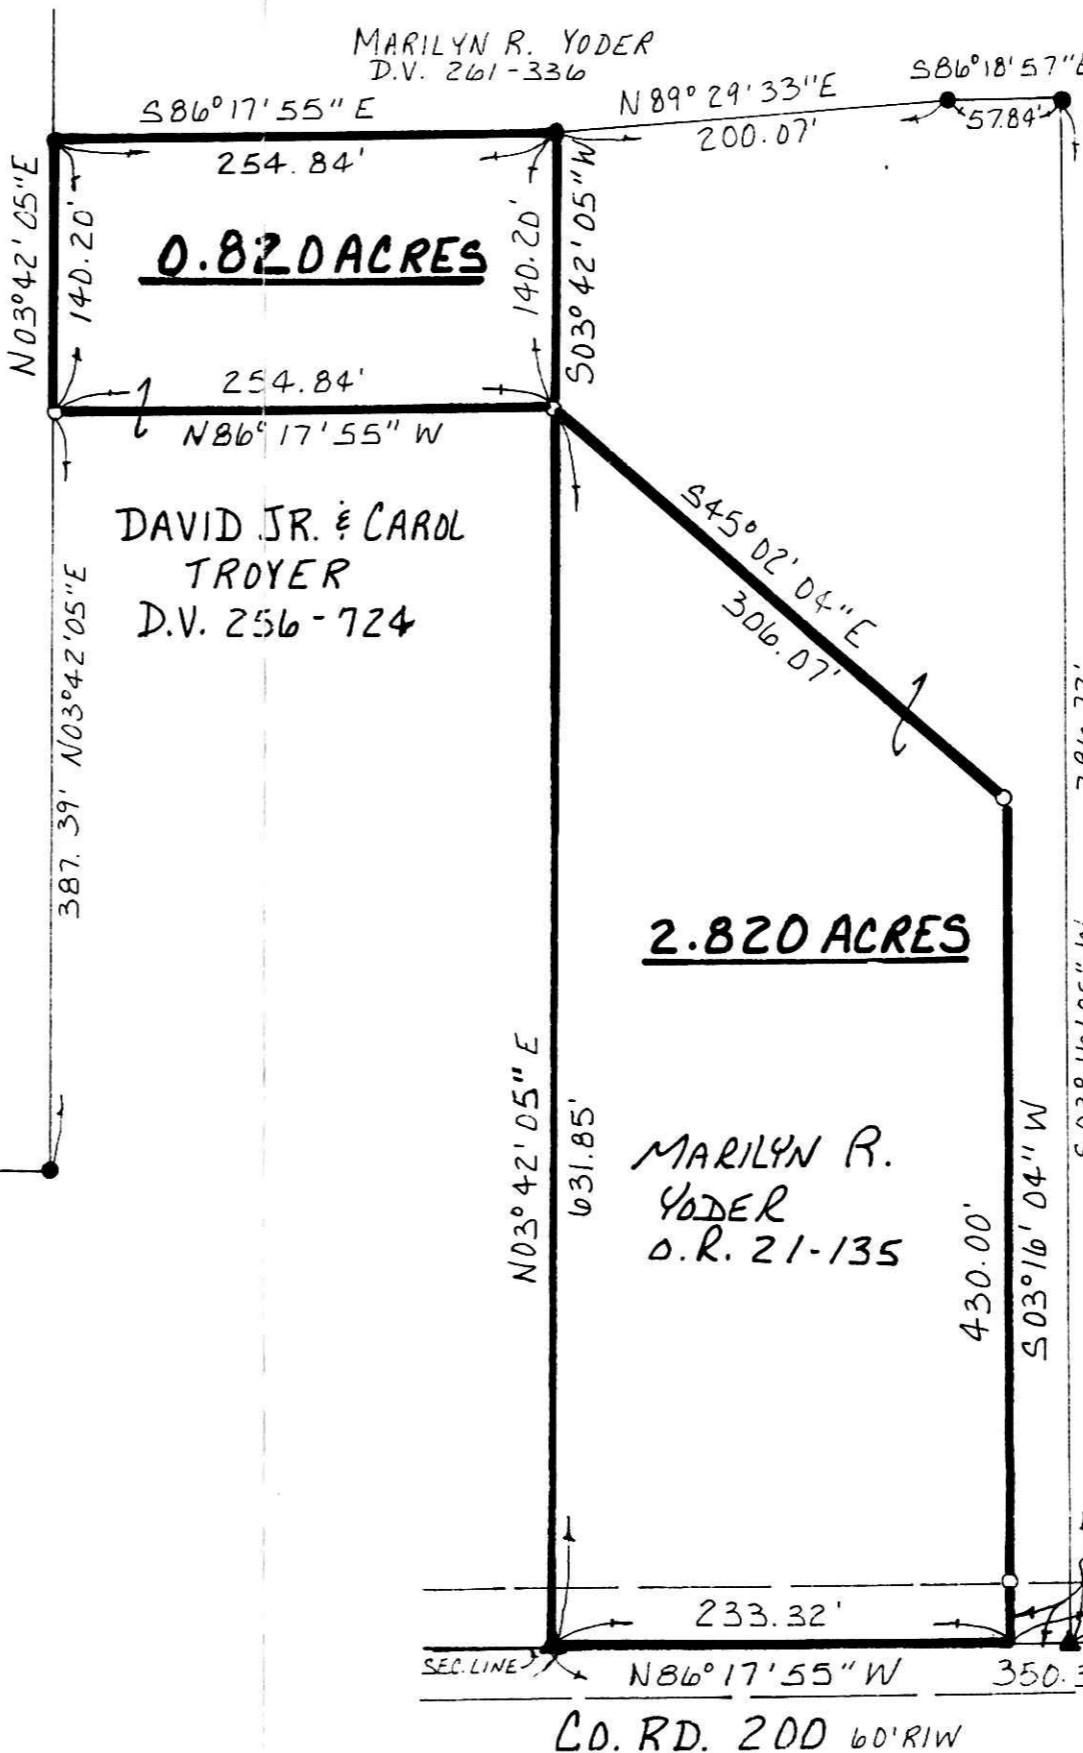 MARILYN R. YODER
D.V. 261-336
S86°18'57"E
57.84'
N89°29'33"E
200.07'
S86°17'55"E
254.84'
N03°42'05"E
140.20'
0.820 ACRES
140.20'
S03°42'05"W
254.84'
N86°17'55"W
DAVID JR. & CAROL
TROYER
D.V. 256-724
S45°02'04"E
306.07'
387.39' N03°42'05"E
2.820 ACRES
N03°42'05"E
631.85'
MARILYN R.
YODER
O.R. 21-135
430.00'
S03°16'04"W
233.32'
SEC. LINE
N86°17'55"W
350.3
CO. RD. 200 60'R/W